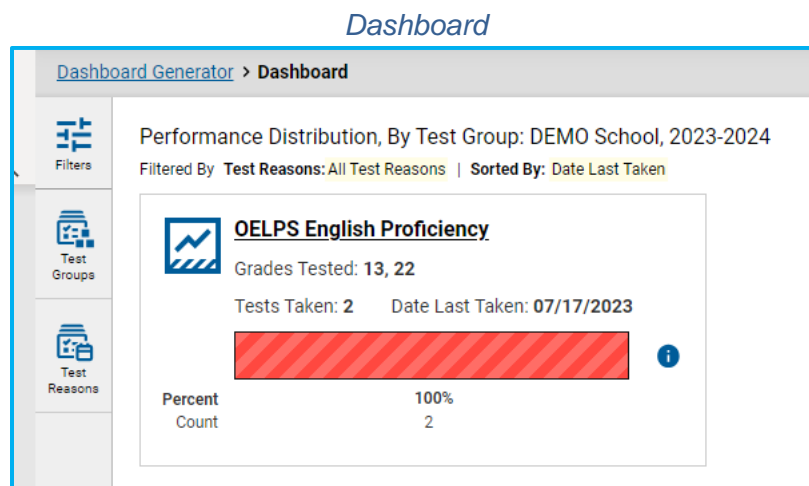 Dashboard
Dashboard Generator > Dashboard
Filters
Test
Groups
Test
Reasons
Performance Distribution, By Test Group: DEMO School, 2023-2024
Filtered By Test Reasons: All Test Reasons | Sorted By: Date Last Taken
OELPS English Proficiency
Grades Tested: 13, 22
Tests Taken: 2 Date Last Taken: 07/17/2023
i
Percent 100%
Count 2